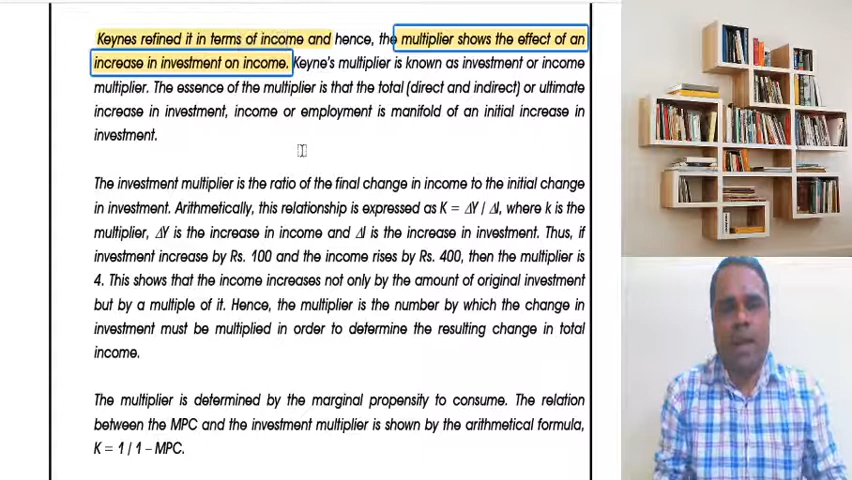 Keynes refined it in terms of income and hence, the multiplier shows the effect of an
increase in investment on income. Keyne's multiplier is known as investment or income
multiplier. The essence of the multiplier is that the total (direct and indirect) or ultimate
increase in investment, income or employment is manifold of an initial increase in
investment.
The investment multiplier is the ratio of the final change in income to the initial change
in investment. Arithmetically, this relationship is expressed as K = ΔY / ΔI, where k is the
multiplier, ΔY is the increase in income and ΔI is the increase in investment. Thus, if
investment increase by Rs. 100 and the income rises by Rs. 400, then the multiplier is
4. This shows that the income increases not only by the amount of original investment
but by a multiple of it. Hence, the multiplier is the number by which the change in
investment must be multiplied in order to determine the resulting change in total
income.
The multiplier is determined by the marginal propensity to consume. The relation
between the MPC and the investment multiplier is shown by the arithmetical formula,
K = 1 / 1 – MPC.